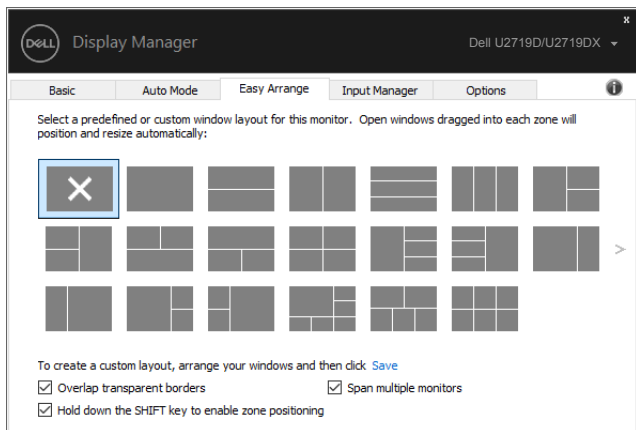 x
DELL Display Manager Dell U2719D/U2719DX
Basic Auto Mode Easy Arrange Input Manager Options
Select a predefined or custom window layout for this monitor. Open windows dragged into each zone will
position and resize automatically:
To create a custom layout, arrange your windows and then click Save
Overlap transparent borders Span multiple monitors
Hold down the SHIFT key to enable zone positioning